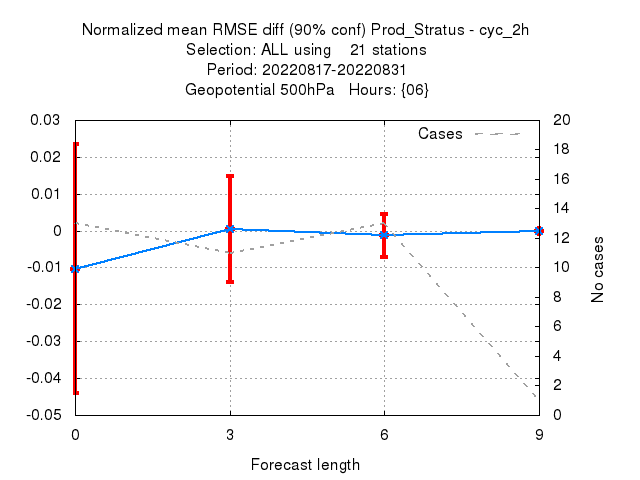 Normalized mean RMSE diff (90% conf) Prod_Stratus - cyc_2h
Selection: ALL using    21 stations
Period: 20220817-20220831
Geopotential 500hPa   Hours: {06}
Cases
0.03
0.02
0.01
0
-0.01
-0.02
-0.03
-0.04
-0.05
20
18
16
14
12
10
8
6
4
2
0
No cases
0 3 6 9
Forecast length